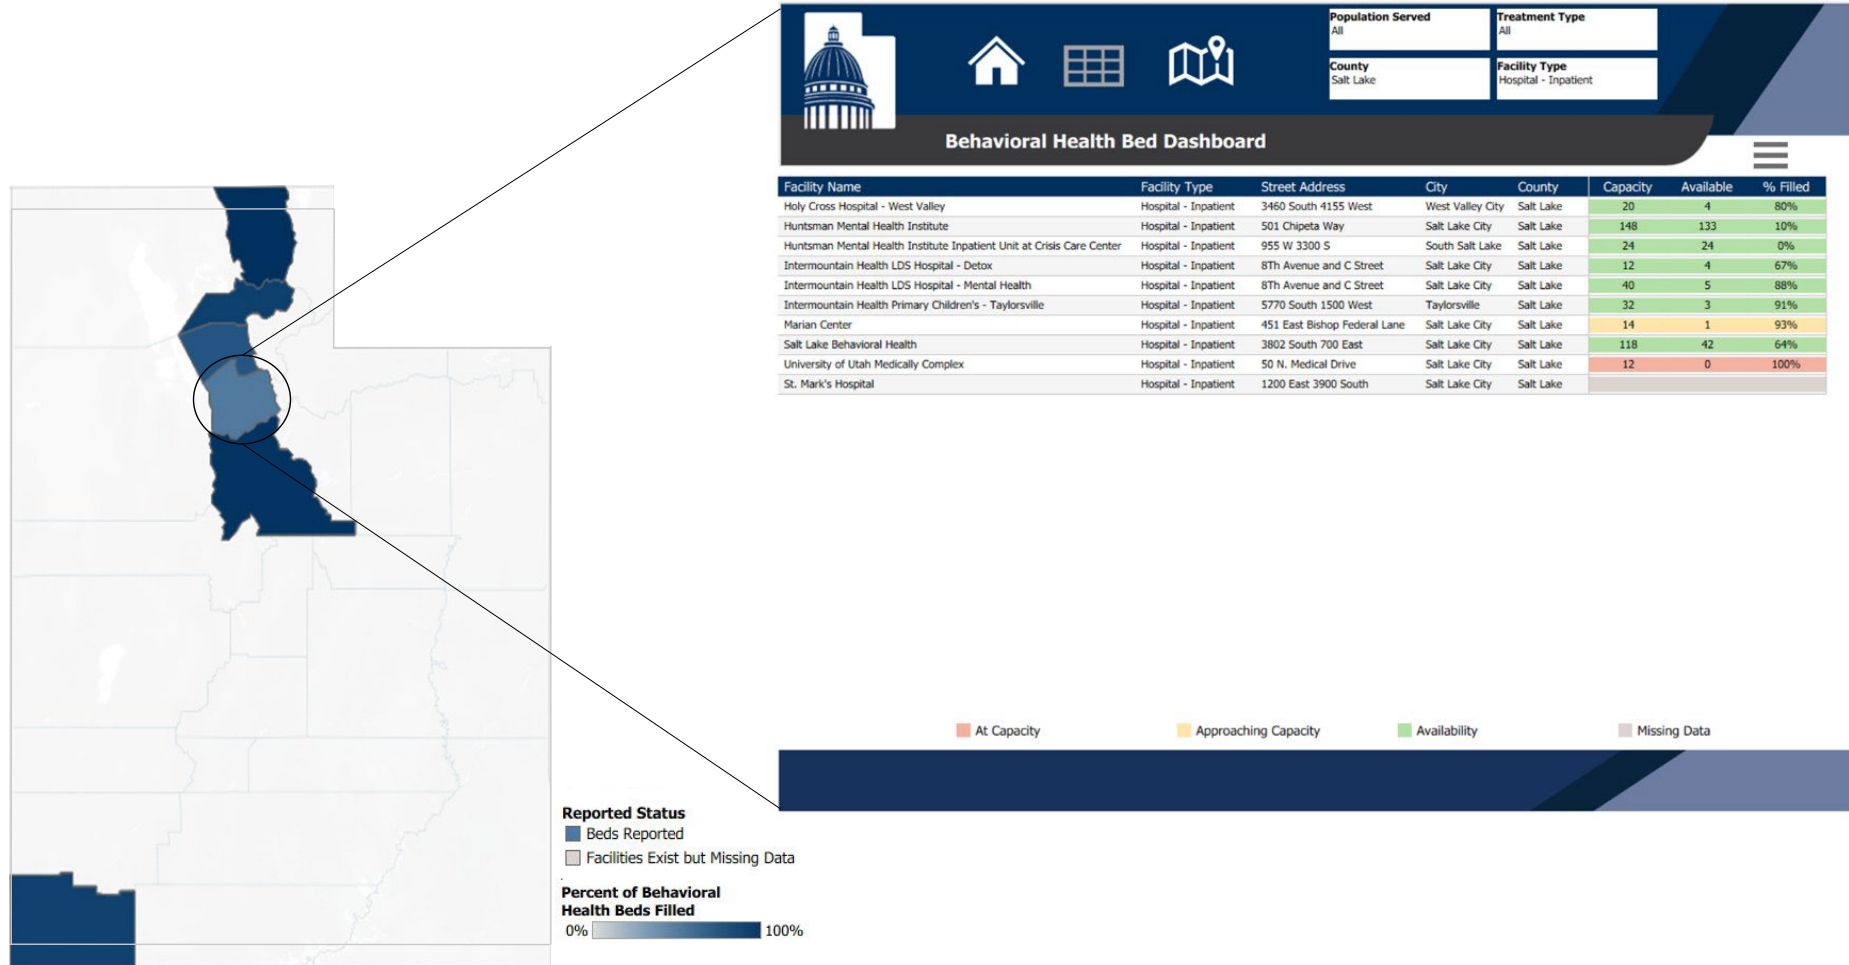 Population Served
All
Treatment Type
All
County
Salt Lake
Facility Type
Hospital - Inpatient
Behavioral Health Bed Dashboard
Facility Name Facility Type Street Address City County Capacity Available % Filled
Holy Cross Hospital - West Valley Hospital - Inpatient 3460 South 4155 West West Valley City Salt Lake 20 4 80%
Huntsman Mental Health Institute Hospital - Inpatient 501 Chipeta Way Salt Lake City Salt Lake 148 133 10%
Huntsman Mental Health Institute Inpatient Unit at Crisis Care Center Hospital - Inpatient 955 W 3300 S South Salt Lake Salt Lake 24 24 0%
Intermountain Health LDS Hospital - Detox Hospital - Inpatient 8Th Avenue and C Street Salt Lake City Salt Lake 12 4 67%
Intermountain Health LDS Hospital - Mental Health Hospital - Inpatient 8Th Avenue and C Street Salt Lake City Salt Lake 40 5 88%
Intermountain Health Primary Children's - Taylorsville Hospital - Inpatient 5770 South 1500 West Taylorsville Salt Lake 32 3 91%
Marian Center Hospital - Inpatient 451 East Bishop Federal Lane Salt Lake City Salt Lake 14 1 93%
Salt Lake Behavioral Health Hospital - Inpatient 3802 South 700 East Salt Lake City Salt Lake 118 42 64%
University of Utah Medically Complex Hospital - Inpatient 50 N. Medical Drive Salt Lake City Salt Lake 12 0 100%
St. Mark's Hospital Hospital - Inpatient 1200 East 3900 South Salt Lake City Salt Lake
At Capacity Approaching Capacity Availability Missing Data
Reported Status
Beds Reported
Facilities Exist but Missing Data
Percent of Behavioral
Health Beds Filled
0% 100%